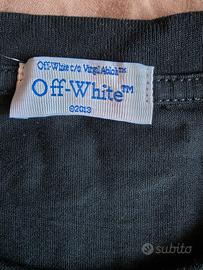 Off-White c/o Virgil Abloh™
Off-White™
©2013
subito